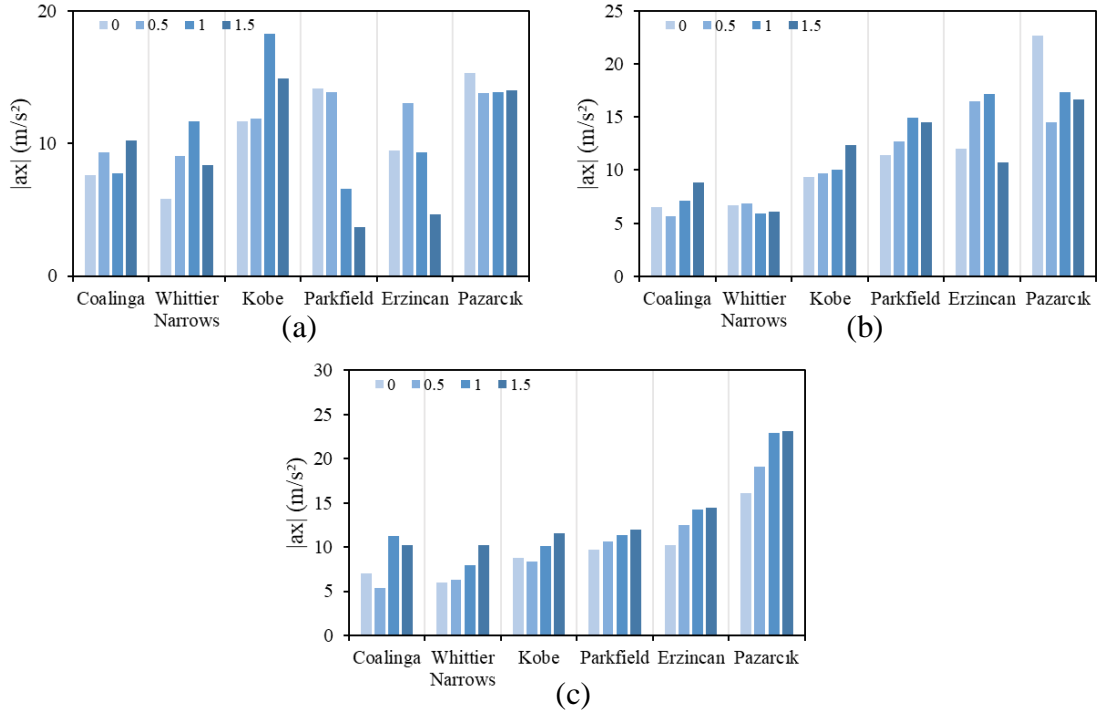 20
10
0
|ax| (m/s²)
0 0.5 1 1.5
Coalinga Whittier Narrows Kobe Parkfield Erzincan Pazarcık
(a)
25
20
15
10
5
0
|ax| (m/s²)
0 0.5 1 1.5
Coalinga Whittier Narrows Kobe Parkfield Erzincan Pazarcık
(b)
30
25
20
15
10
5
0
|ax| (m/s²)
0 0.5 1 1.5
Coalinga Whittier Narrows Kobe Parkfield Erzincan Pazarcık
(c)